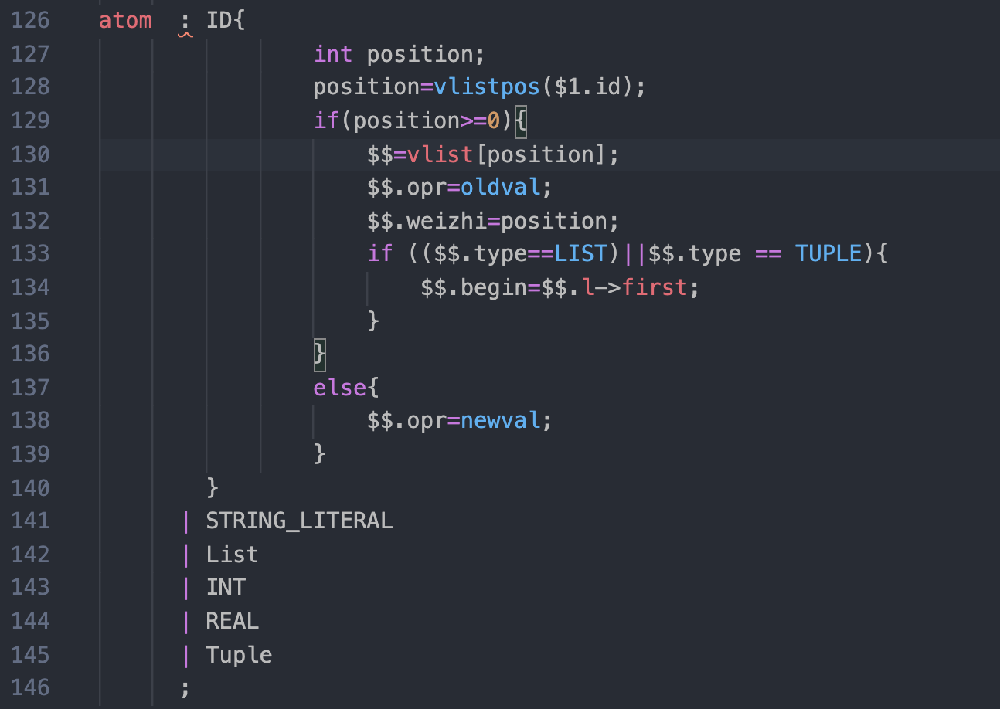 126 atom : ID{
127 int position;
128 position=vlistpos($1.id);
129 if(position>=0){
130 $$=vlist[position];
131 $$.opr=oldval;
132 $$.weizhi=position;
133 if (($$.type==LIST)||$$.type == TUPLE){
134 $$.begin=$$.l->first;
135 }
136 }
137 else{
138 $$.opr=newval;
139 }
140 }
141 | STRING_LITERAL
142 | List
143 | INT
144 | REAL
145 | Tuple
146 ;